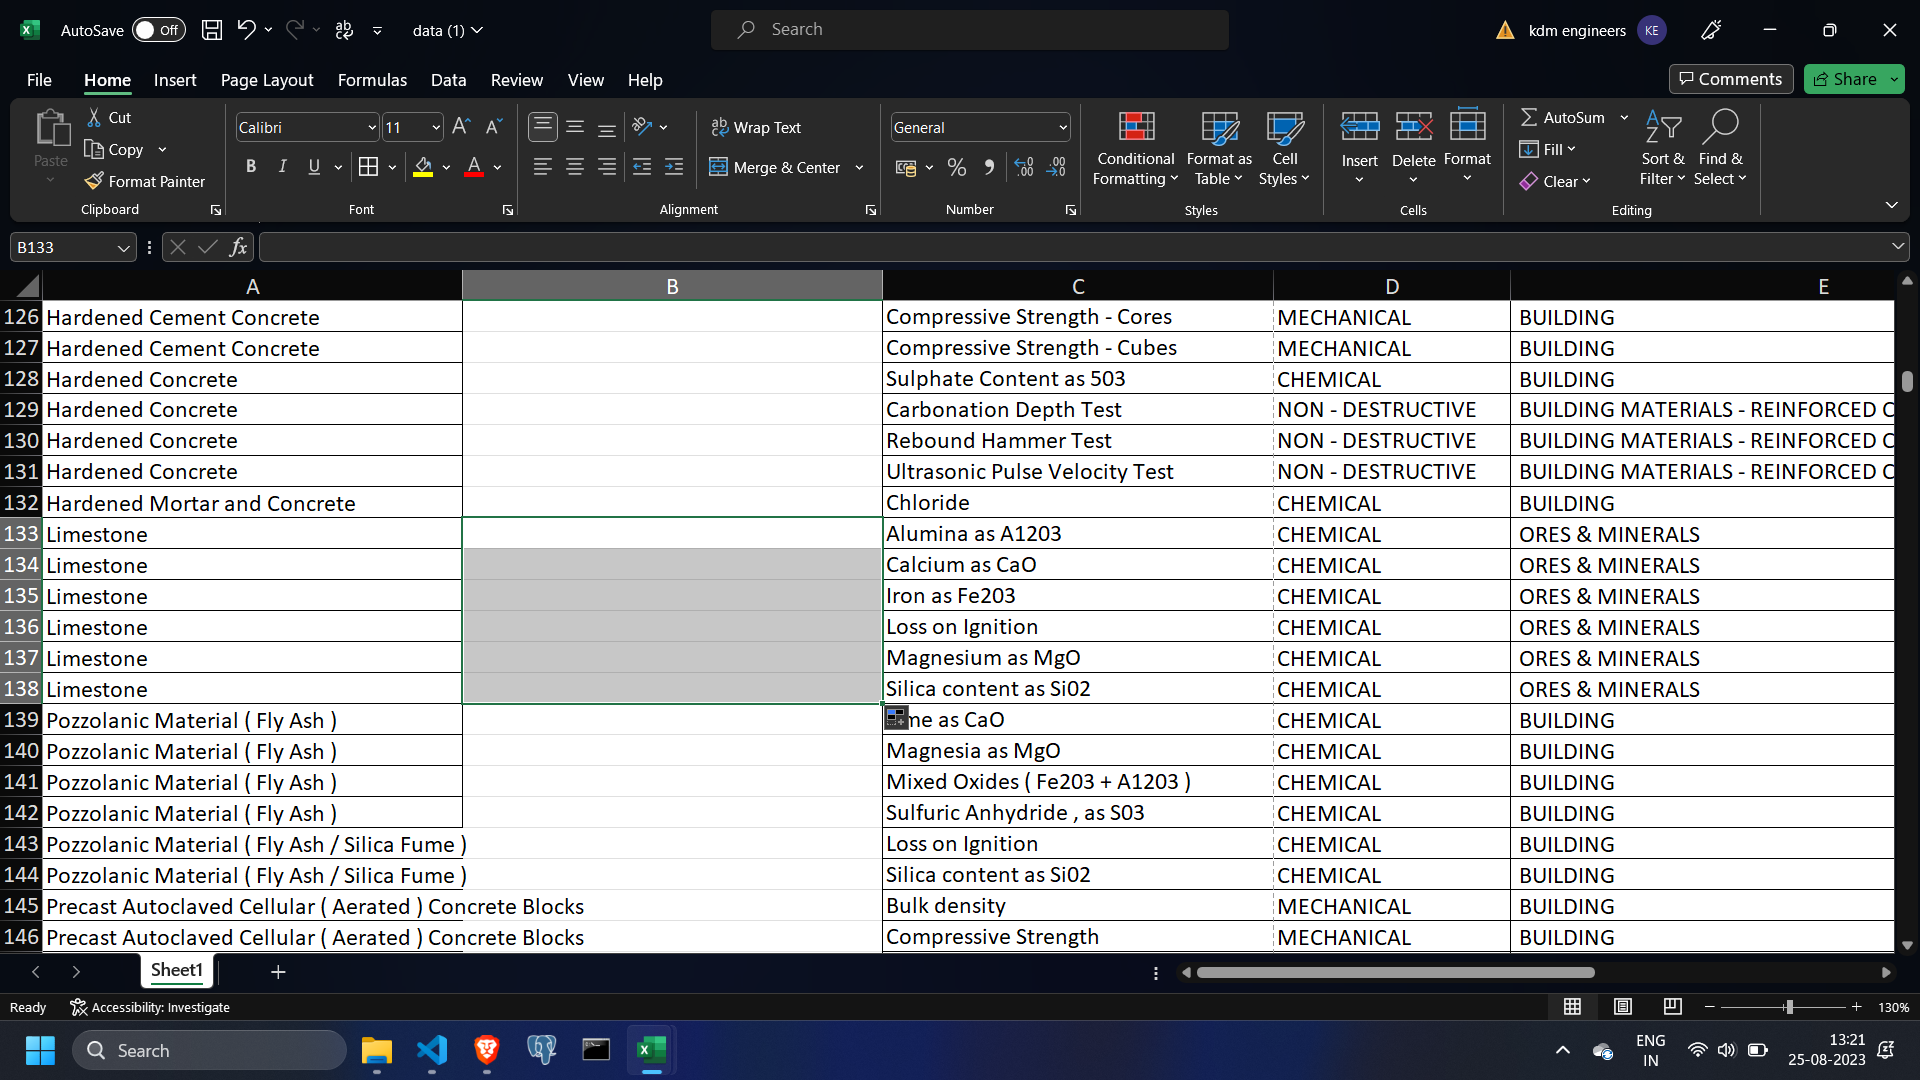 AutoSave Off data (1) Search kdm engineers KE
File Home Insert Page Layout Formulas Data Review View Help Comments Share
Paste Cut Copy Format Painter Clipboard
Calibri 11 B I U Font
Wrap Text Merge & Center Alignment
General Number
Conditional Formatting Format as Table Cell Styles Styles
Insert Delete Format Cells
AutoSum Fill Clear Sort & Filter Find & Select Editing
B133 fx
A B C D E
126 Hardened Cement Concrete Compressive Strength - Cores MECHANICAL BUILDING
127 Hardened Cement Concrete Compressive Strength - Cubes MECHANICAL BUILDING
128 Hardened Concrete Sulphate Content as 503 CHEMICAL BUILDING
129 Hardened Concrete Carbonation Depth Test NON - DESTRUCTIVE BUILDING MATERIALS - REINFORCED C
130 Hardened Concrete Rebound Hammer Test NON - DESTRUCTIVE BUILDING MATERIALS - REINFORCED C
131 Hardened Concrete Ultrasonic Pulse Velocity Test NON - DESTRUCTIVE BUILDING MATERIALS - REINFORCED C
132 Hardened Mortar and Concrete Chloride CHEMICAL BUILDING
133 Limestone Alumina as A1203 CHEMICAL ORES & MINERALS
134 Limestone Calcium as CaO CHEMICAL ORES & MINERALS
135 Limestone Iron as Fe203 CHEMICAL ORES & MINERALS
136 Limestone Loss on Ignition CHEMICAL ORES & MINERALS
137 Limestone Magnesium as MgO CHEMICAL ORES & MINERALS
138 Limestone Silica content as Si02 CHEMICAL ORES & MINERALS
139 Pozzolanic Material ( Fly Ash ) me as CaO CHEMICAL BUILDING
140 Pozzolanic Material ( Fly Ash ) Magnesia as MgO CHEMICAL BUILDING
141 Pozzolanic Material ( Fly Ash ) Mixed Oxides ( Fe203 + A1203 ) CHEMICAL BUILDING
142 Pozzolanic Material ( Fly Ash ) Sulfuric Anhydride , as S03 CHEMICAL BUILDING
143 Pozzolanic Material ( Fly Ash / Silica Fume ) Loss on Ignition CHEMICAL BUILDING
144 Pozzolanic Material ( Fly Ash / Silica Fume ) Silica content as Si02 CHEMICAL BUILDING
145 Precast Autoclaved Cellular ( Aerated ) Concrete Blocks Bulk density MECHANICAL BUILDING
146 Precast Autoclaved Cellular ( Aerated ) Concrete Blocks Compressive Strength MECHANICAL BUILDING
Sheet1
Ready Accessibility: Investigate 130%
Search ENG IN 13:21
25-08-2023